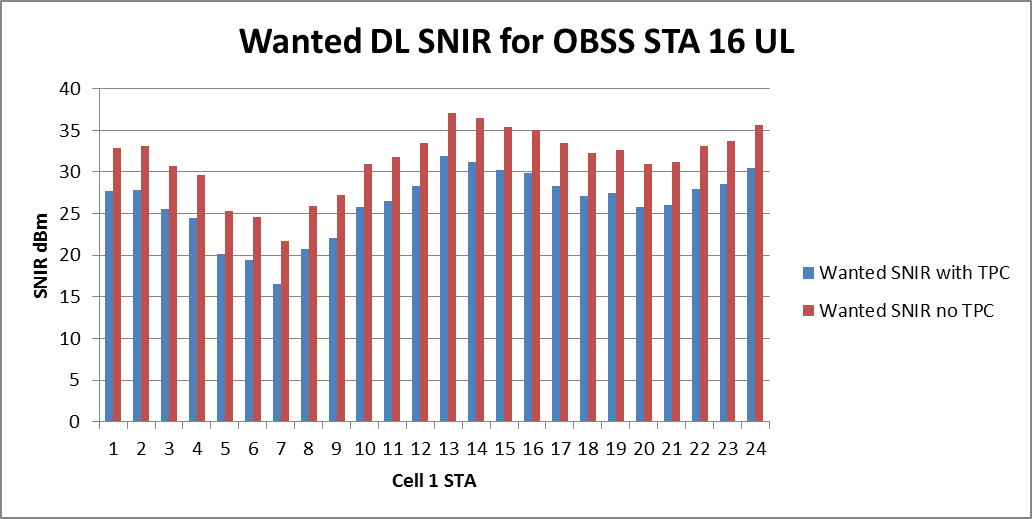 Wanted DL SNIR for OBSS STA 16 UL
40
35
30
25
20
15
10
5
0
SNIR dBm
1 2 3 4 5 6 7 8 9 10 11 12 13 14 15 16 17 18 19 20 21 22 23 24
Cell 1 STA
Wanted SNIR with TPC
Wanted SNIR no TPC